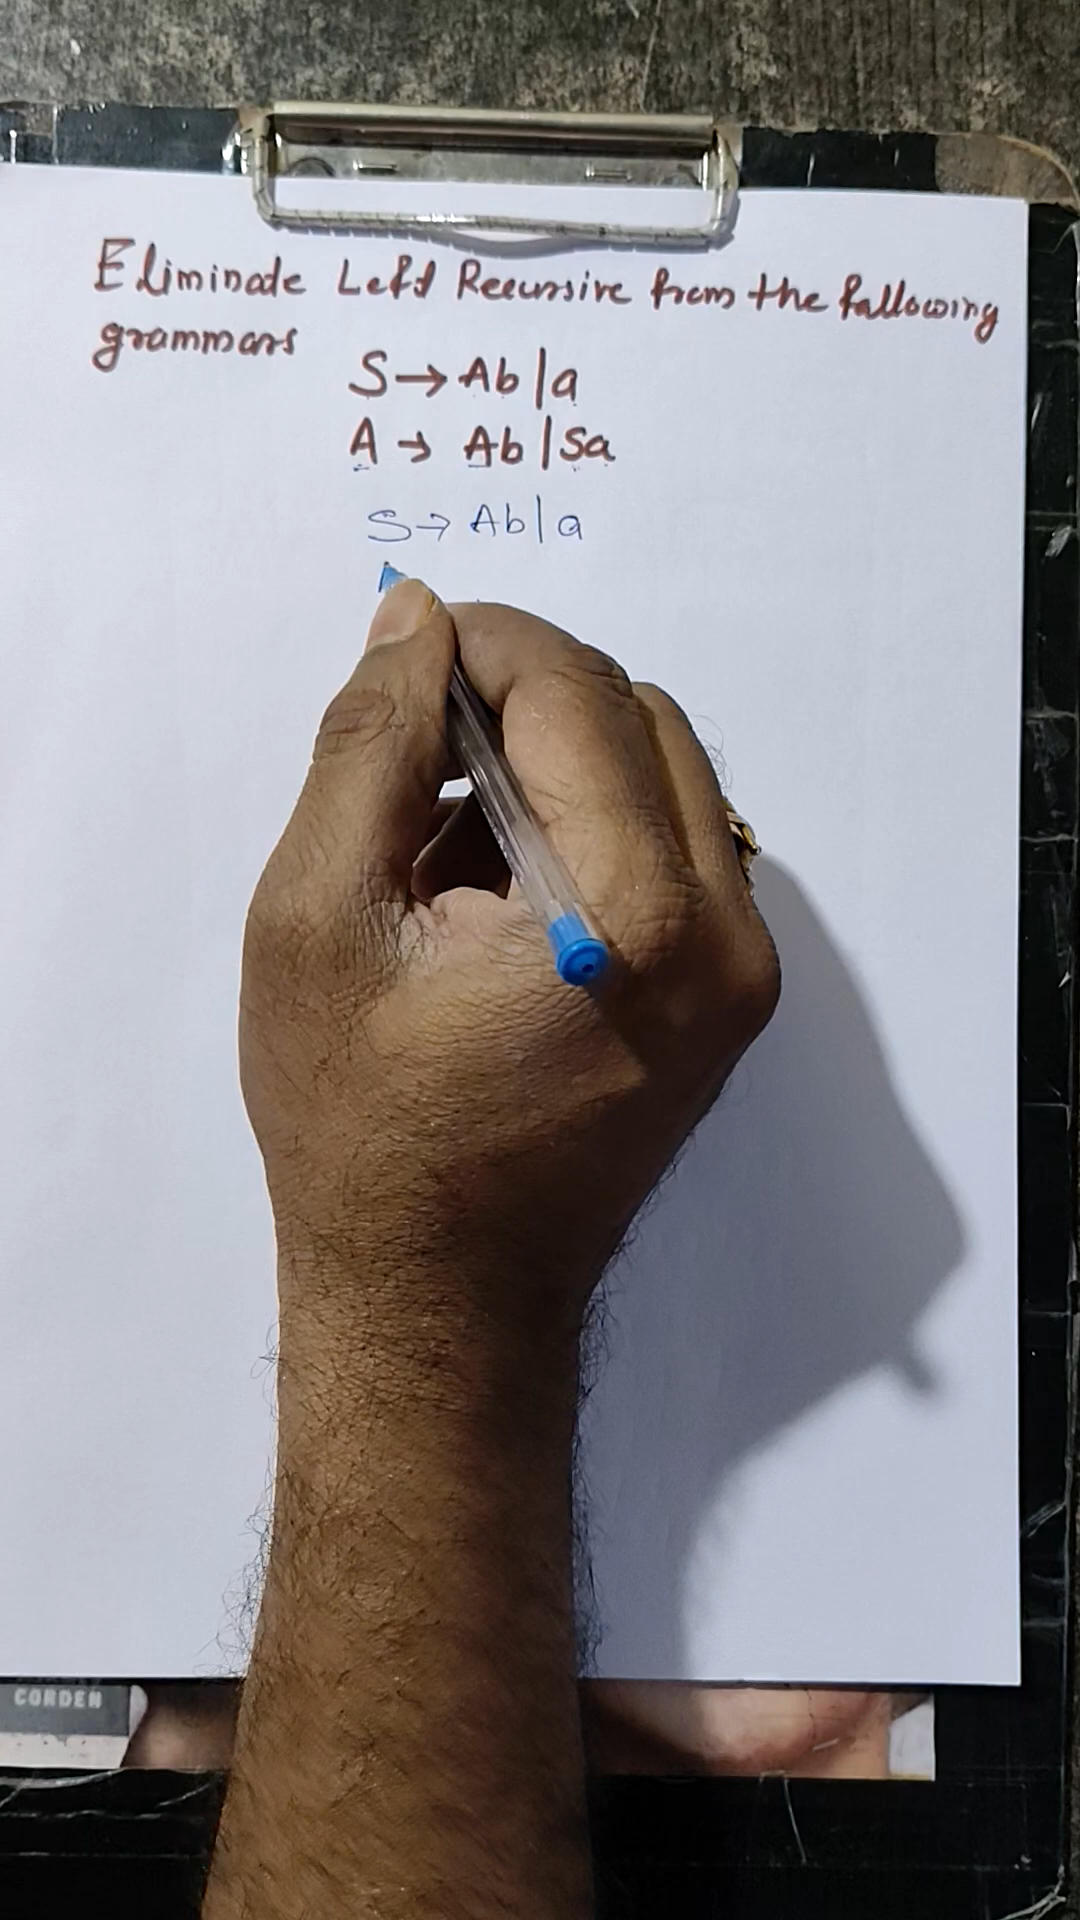 Eliminate Left Recursive from the following
grammars
S → Ab | a
A → Ab | Sa
S → Ab | a
CORDEN